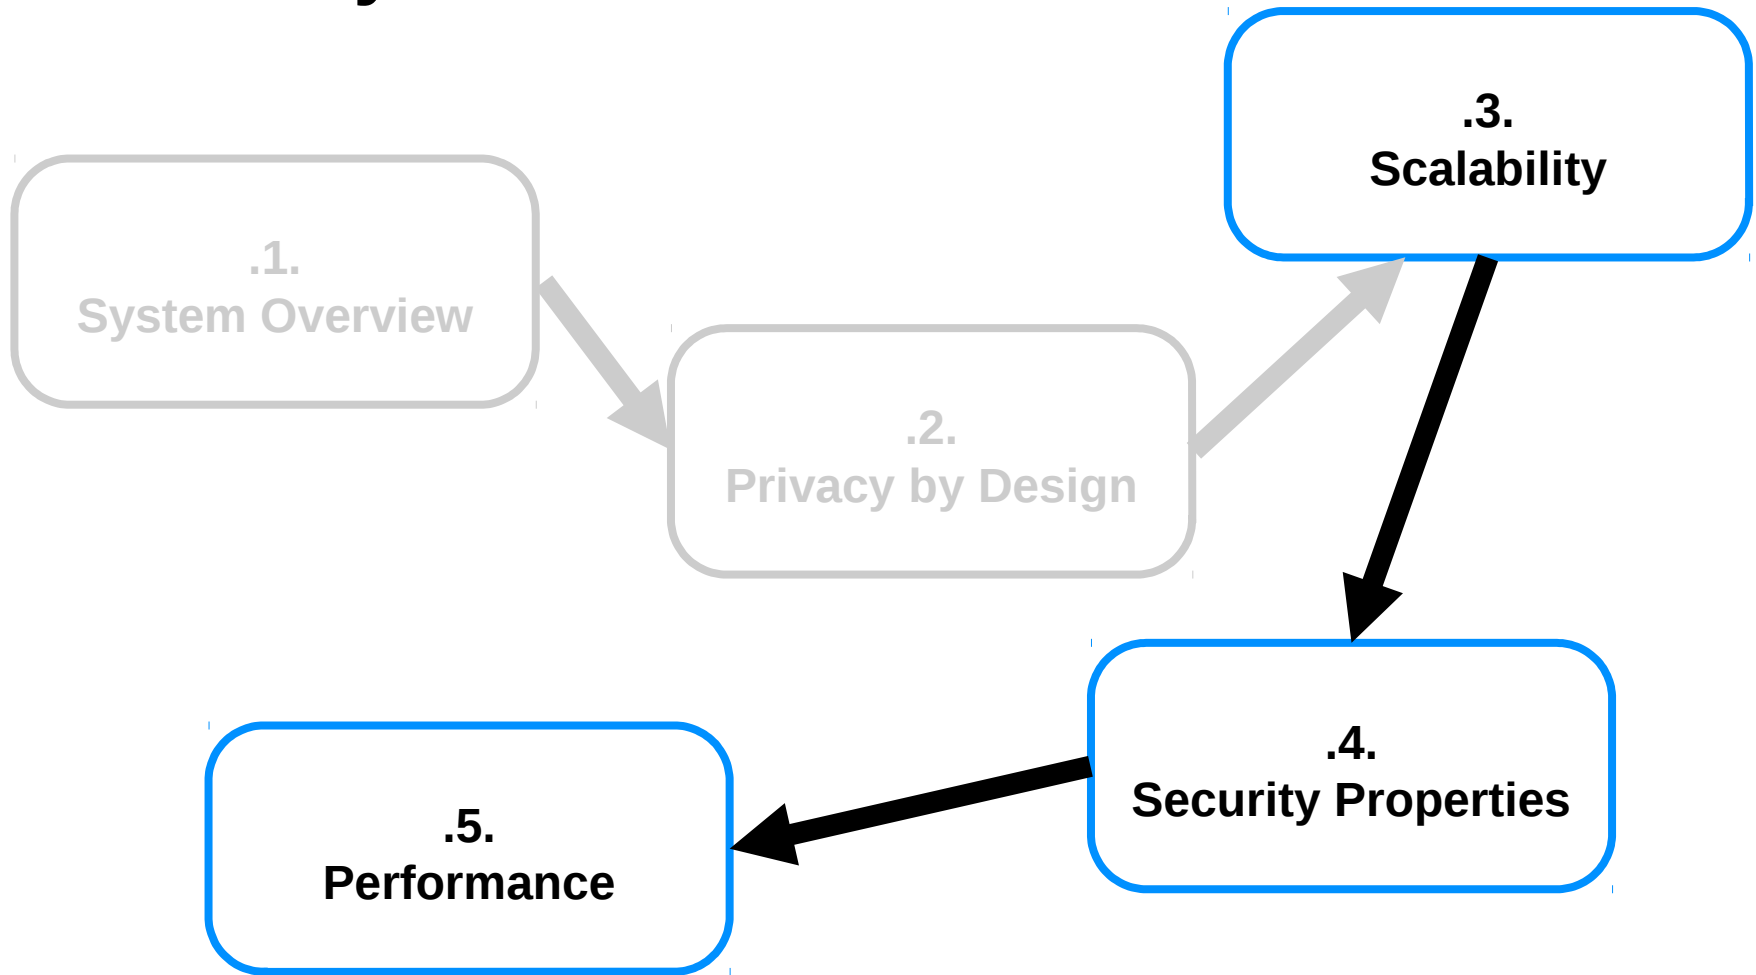 .1.
System Overview
.2.
Privacy by Design
.3.
Scalability
.4.
Security Properties
.5.
Performance